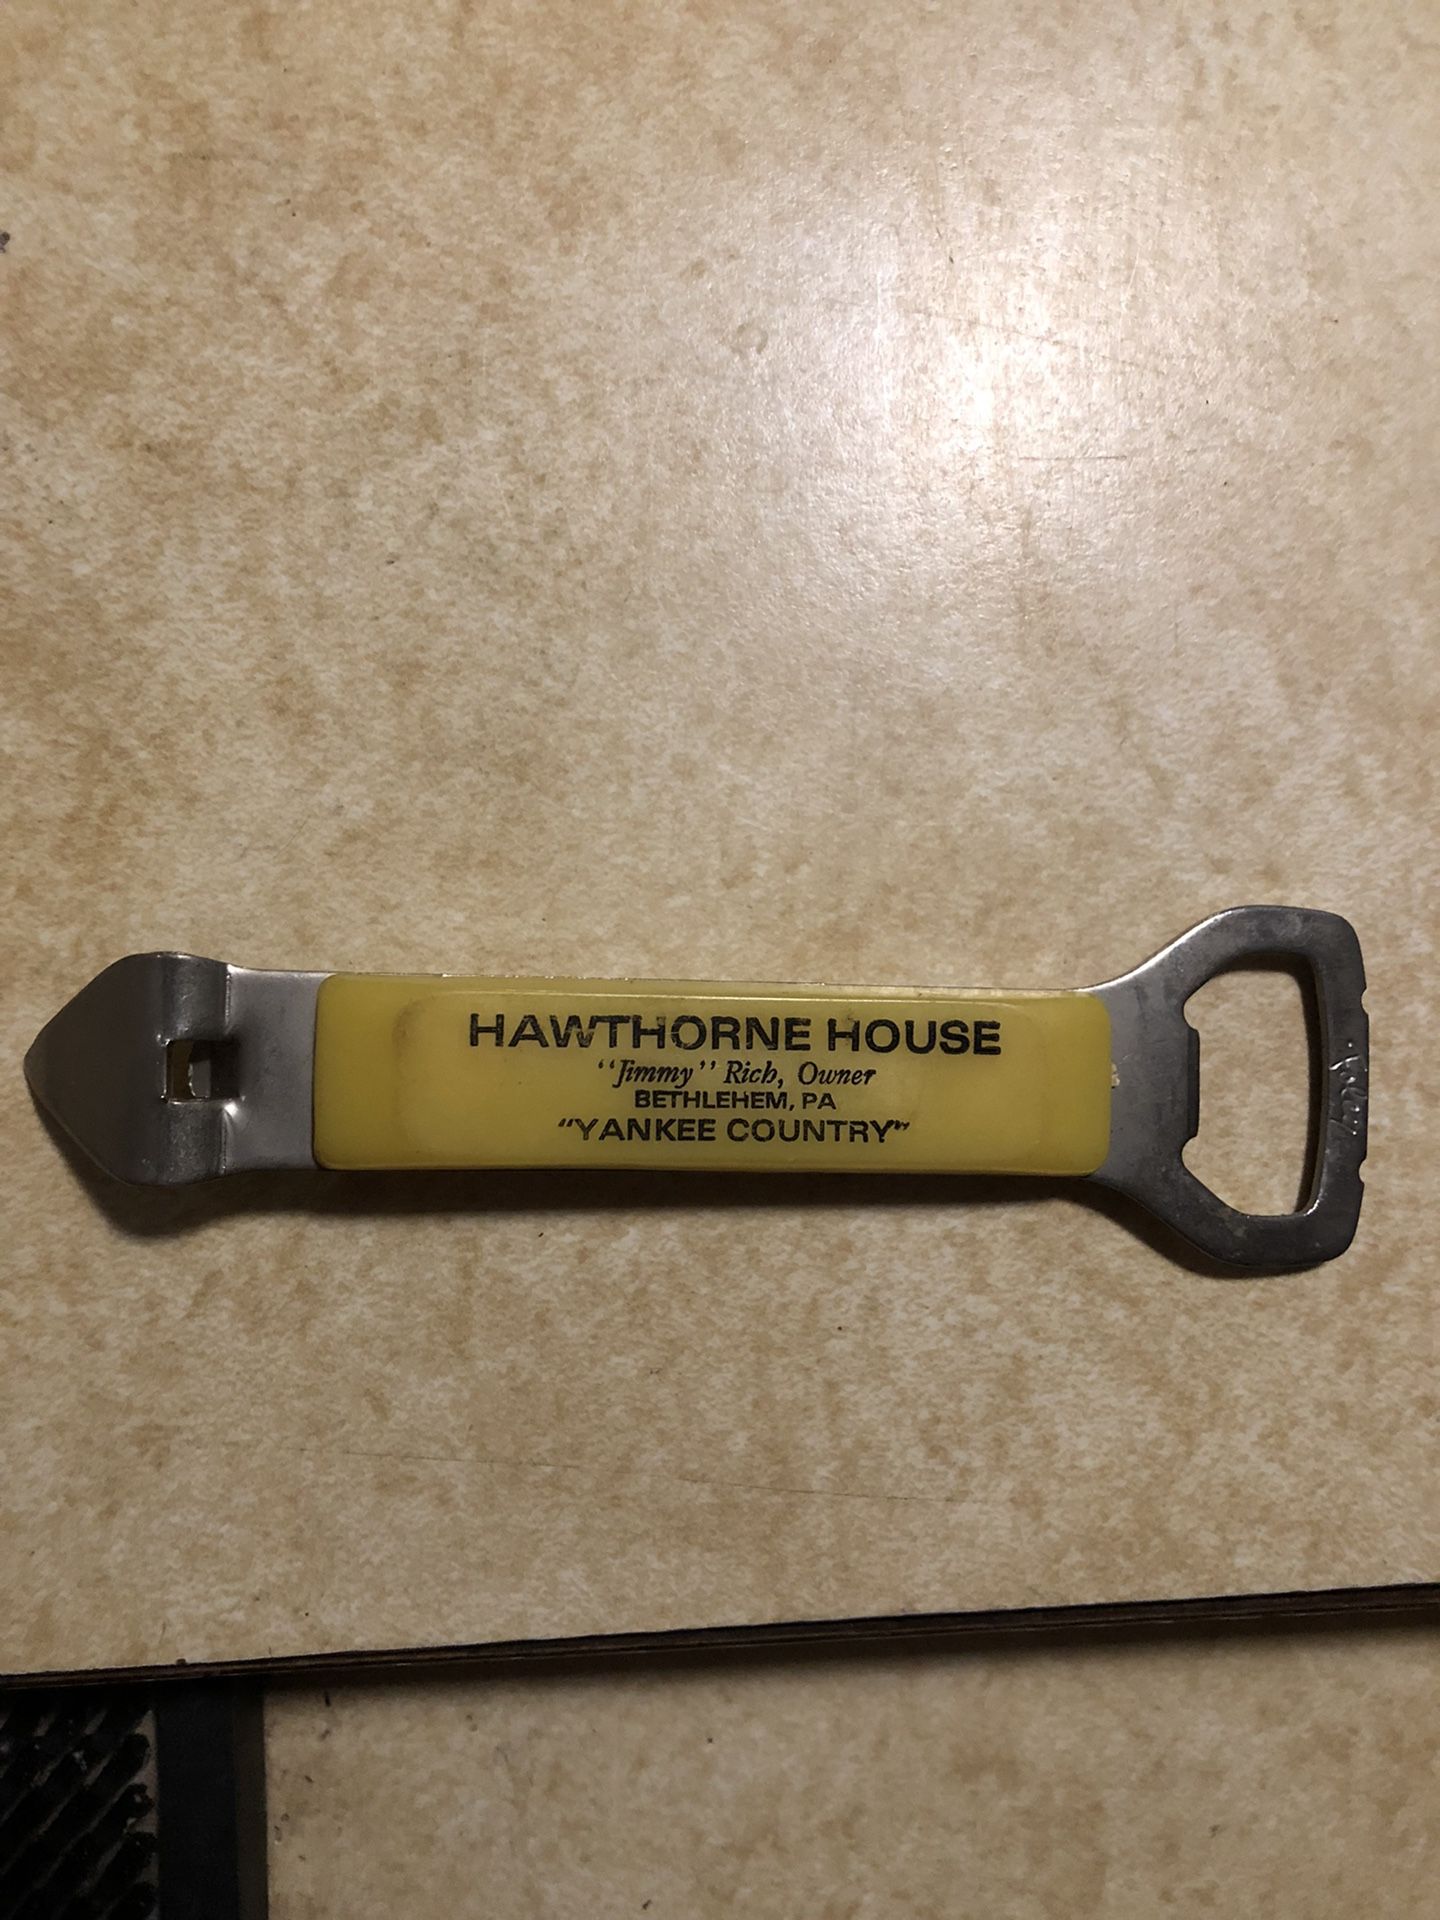 HAWTHORNE HOUSE
“Jimmy” Rich, Owner
BETHLEHEM, PA
“YANKEE COUNTRY”